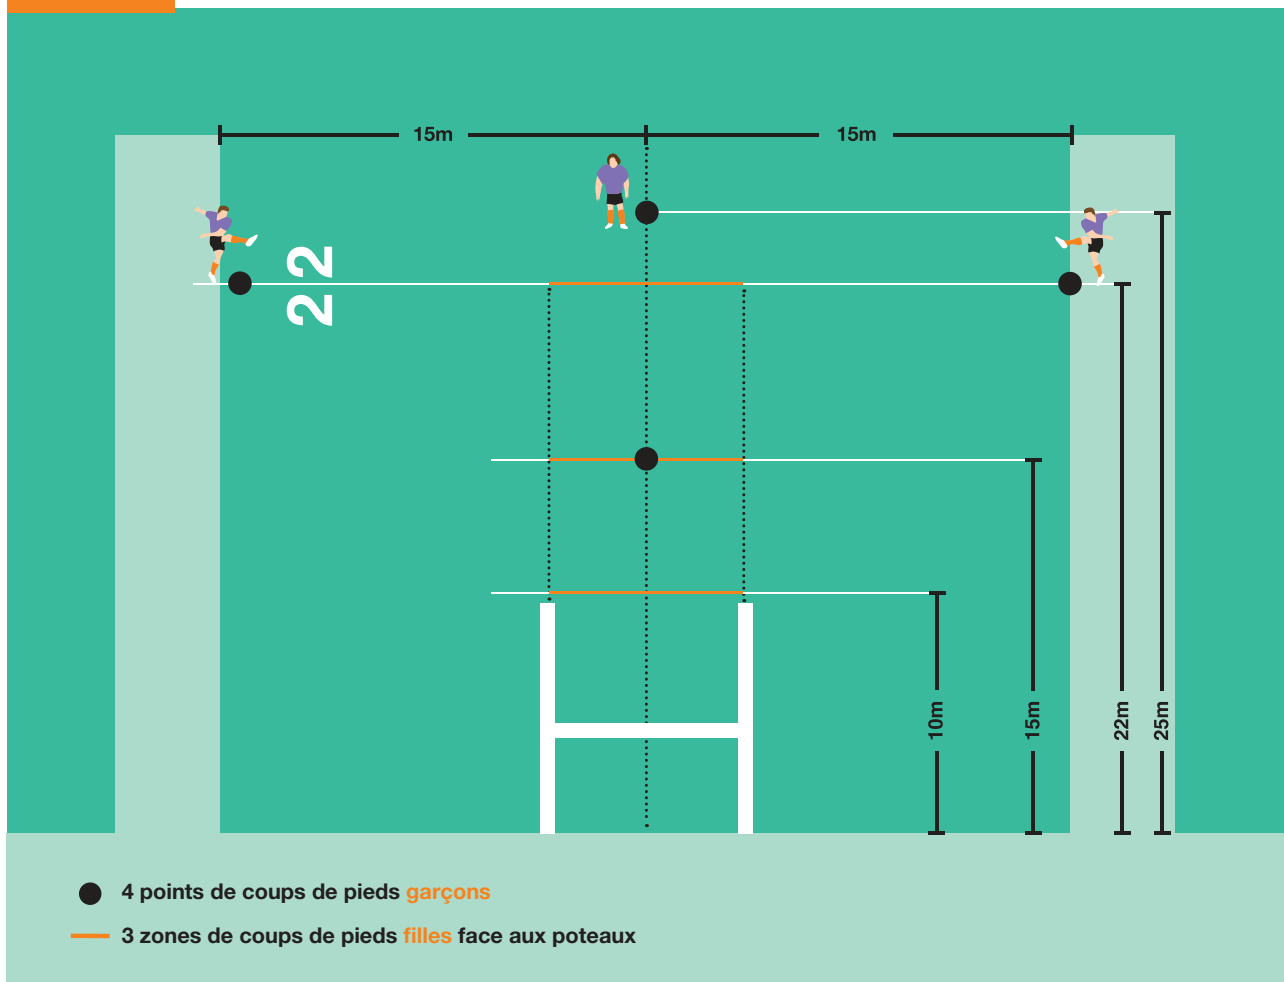 15m 15m
22
10m 15m 22m 25m
4 points de coups de pieds garçons
3 zones de coups de pieds filles face aux poteaux